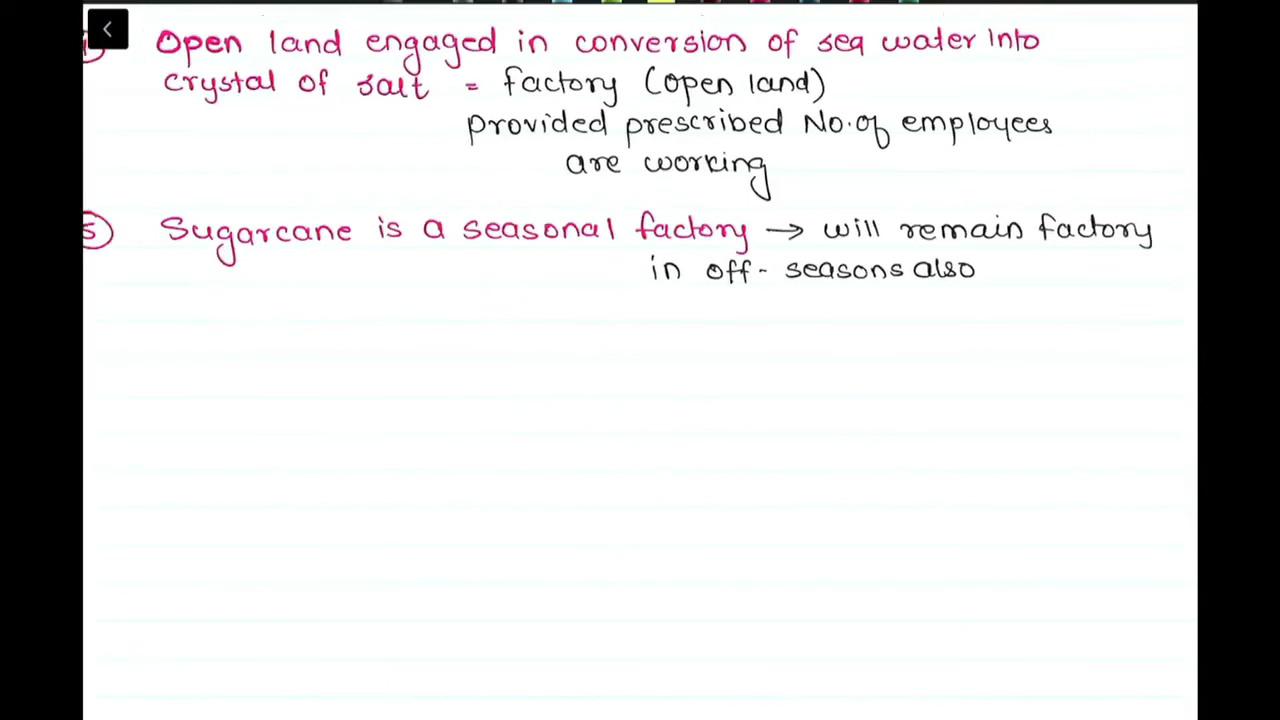 Open land engaged in conversion of sea water into
crystal of salt = factory (open land)
provided prescribed No. of employees
are working
5 Sugarcane is a seasonal factory → will remain factory
in off- seasons also